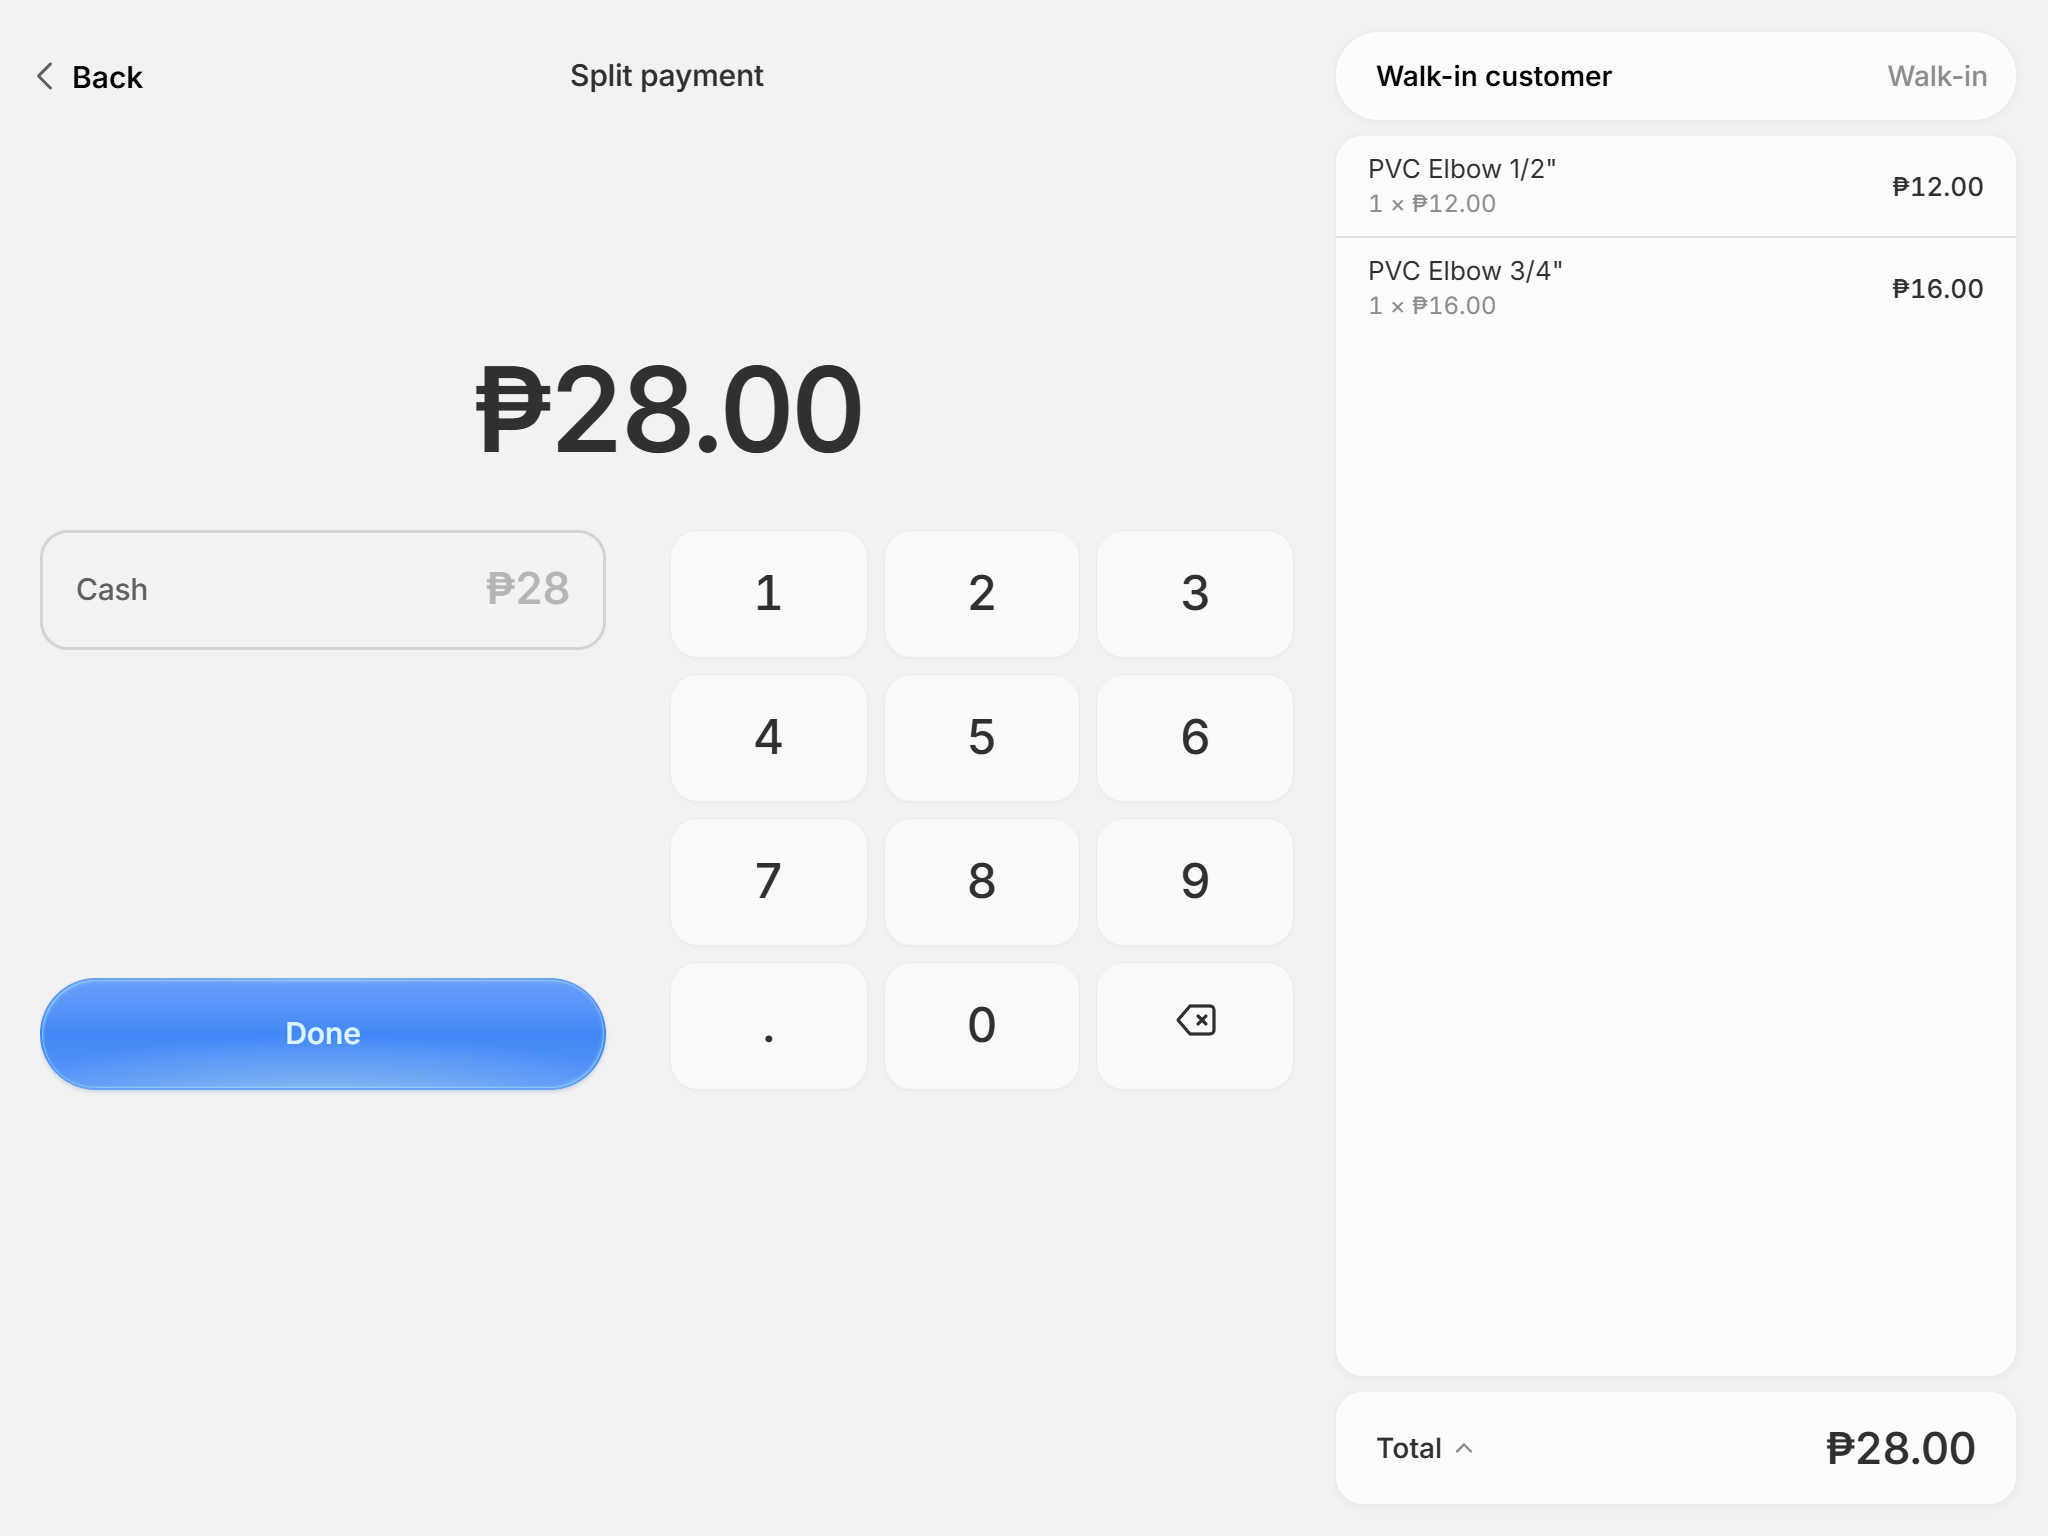 Back
Split payment
₱28.00
Cash ₱28
1 2 3
4 5 6
7 8 9
. 0
Done
Walk-in customer Walk-in
PVC Elbow 1/2"
1 × ₱12.00
₱12.00
PVC Elbow 3/4"
1 × ₱16.00
₱16.00
Total ₱28.00